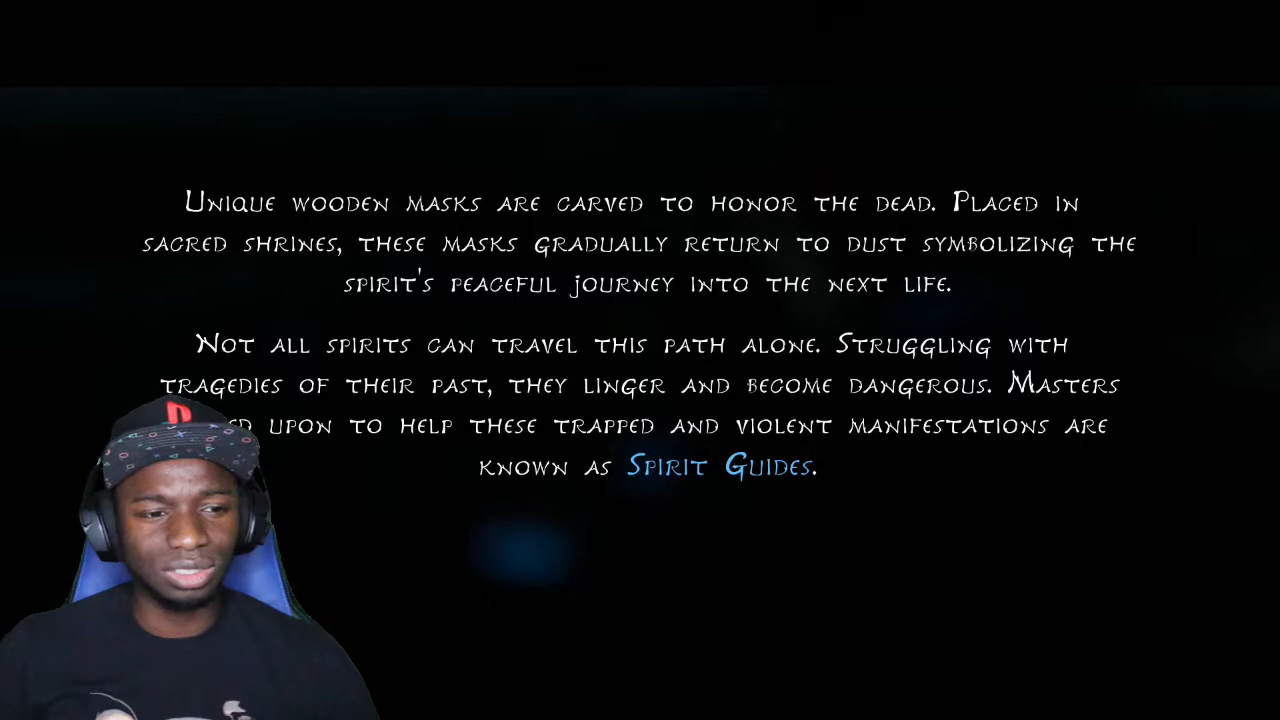 Unique wooden masks are carved to honor the dead. Placed in
sacred shrines, these masks gradually return to dust symbolizing the
spirit's peaceful journey into the next life.
Not all spirits can travel this path alone. Struggling with
tragedies of their past, they linger and become dangerous. Masters
upon to help these trapped and violent manifestations are
known as Spirit Guides.